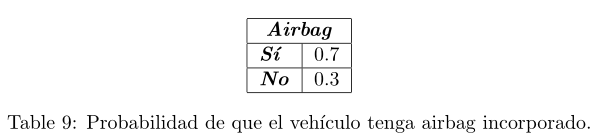 Airbag
Sí 0.7
No 0.3
Table 9: Probabilidad de que el vehículo tenga airbag incorporado.